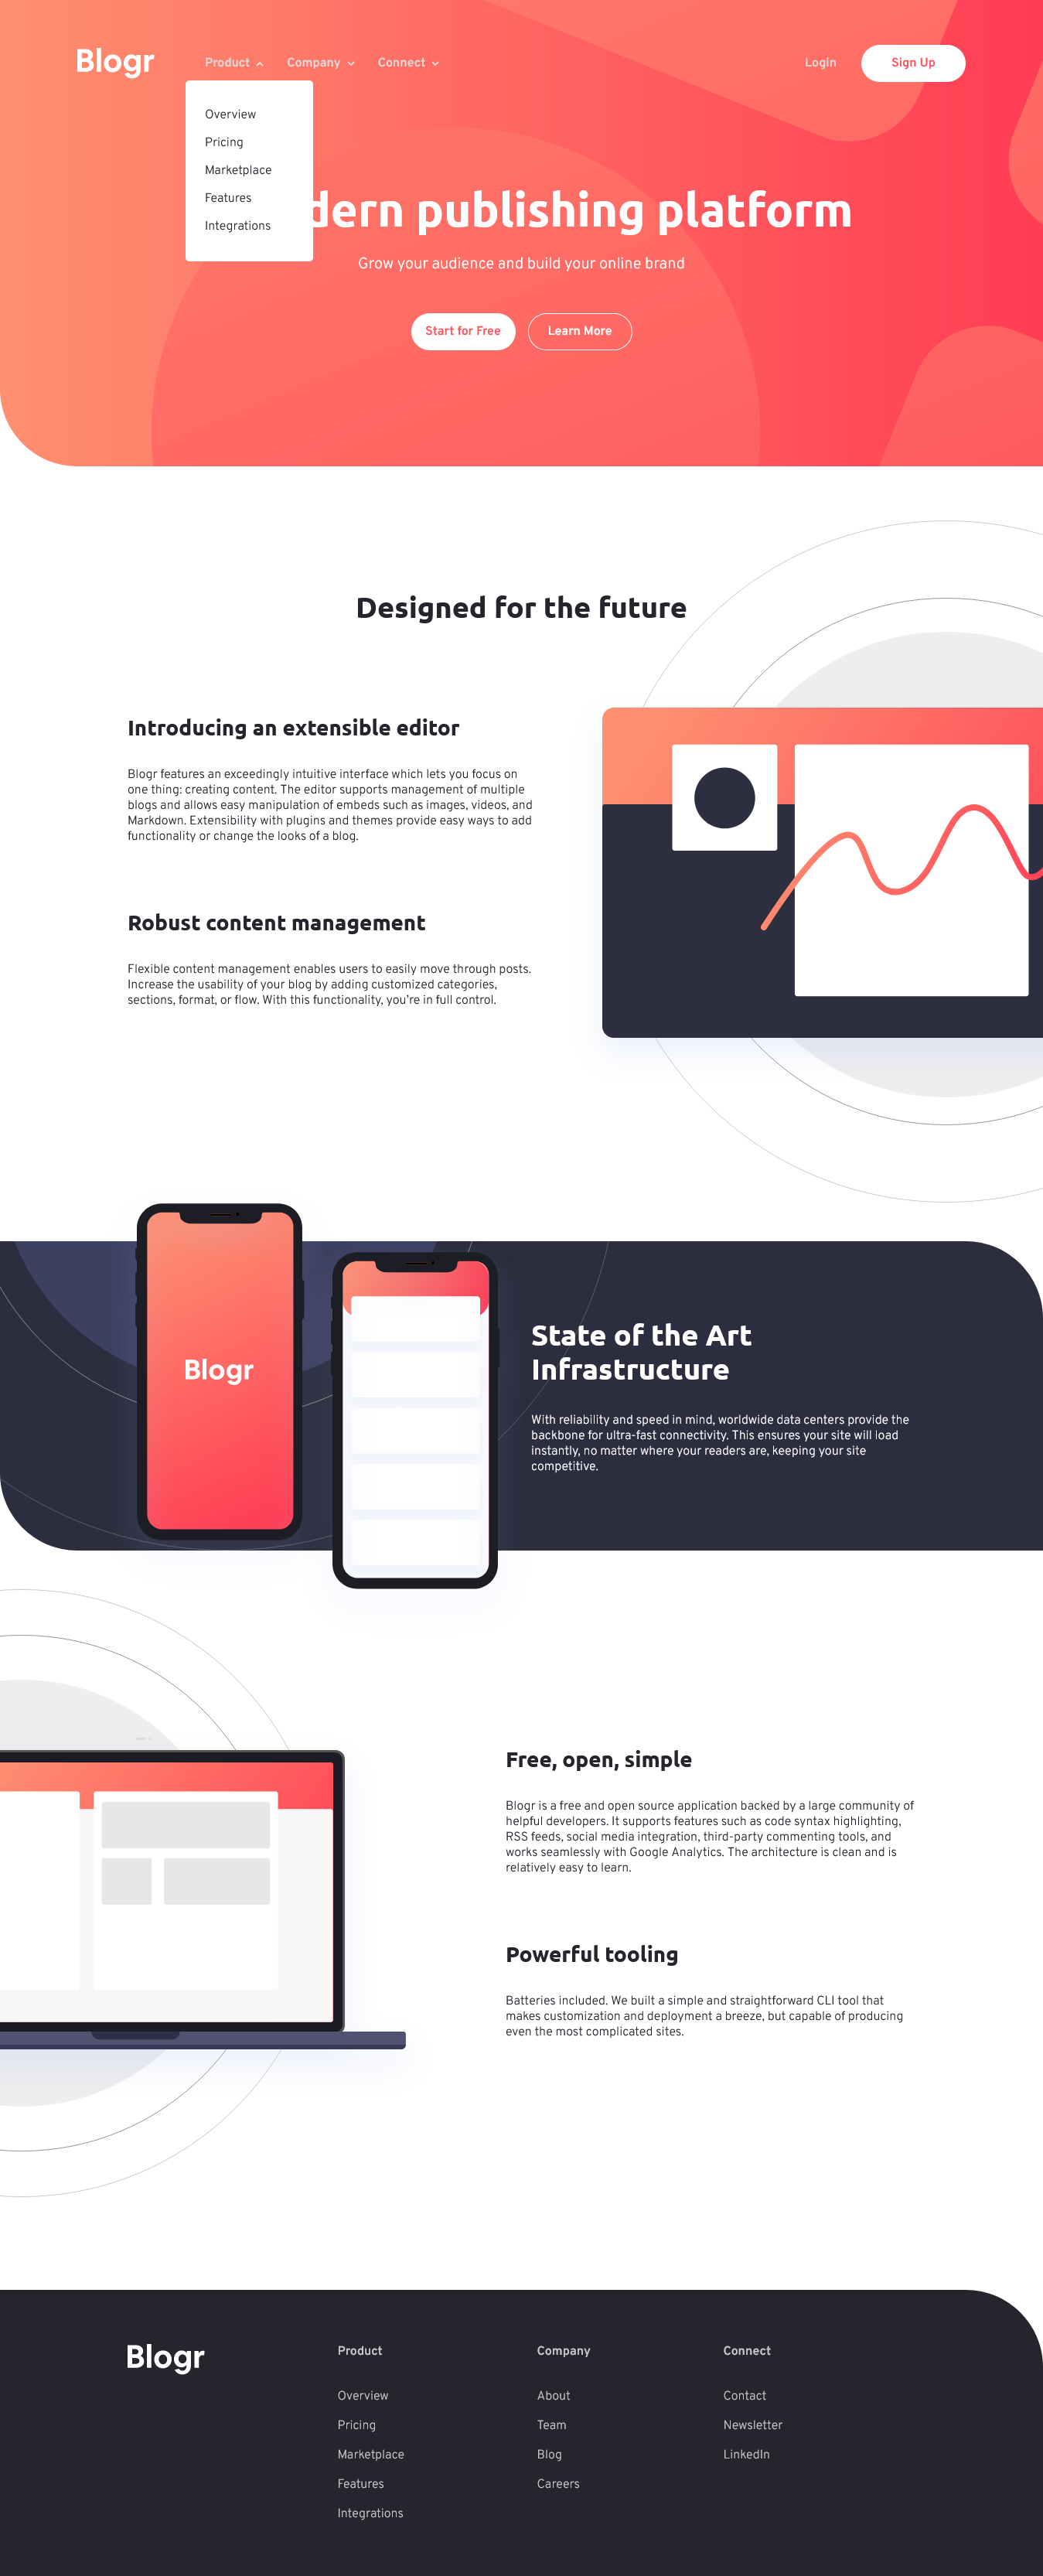 Blogr
Product
Company
Connect
Login
Sign Up
Overview
Pricing
Marketplace
Features
Integrations
dern publishing platform
Grow your audience and build your online brand
Start for Free
Learn More
Designed for the future
Introducing an extensible editor
Blogr features an exceedingly intuitive interface which lets you focus on
one thing: creating content. The editor supports management of multiple
blogs and allows easy manipulation of embeds such as images, videos, and
Markdown. Extensibility with plugins and themes provide easy ways to add
functionality or change the looks of a blog.
Robust content management
Flexible content management enables users to easily move through posts.
Increase the usability of your blog by adding customized categories,
sections, format, or flow. With this functionality, you’re in full control.
Blogr
State of the Art
Infrastructure
With reliability and speed in mind, worldwide data centers provide the
backbone for ultra-fast connectivity. This ensures your site will load
instantly, no matter where your readers are, keeping your site
competitive.
Free, open, simple
Blogr is a free and open source application backed by a large community of
helpful developers. It supports features such as code syntax highlighting,
RSS feeds, social media integration, third-party commenting tools, and
works seamlessly with Google Analytics. The architecture is clean and is
relatively easy to learn.
Powerful tooling
Batteries included. We built a simple and straightforward CLI tool that
makes customization and deployment a breeze, but capable of producing
even the most complicated sites.
Blogr
Product
Overview
Pricing
Marketplace
Features
Integrations
Company
About
Team
Blog
Careers
Connect
Contact
Newsletter
LinkedIn